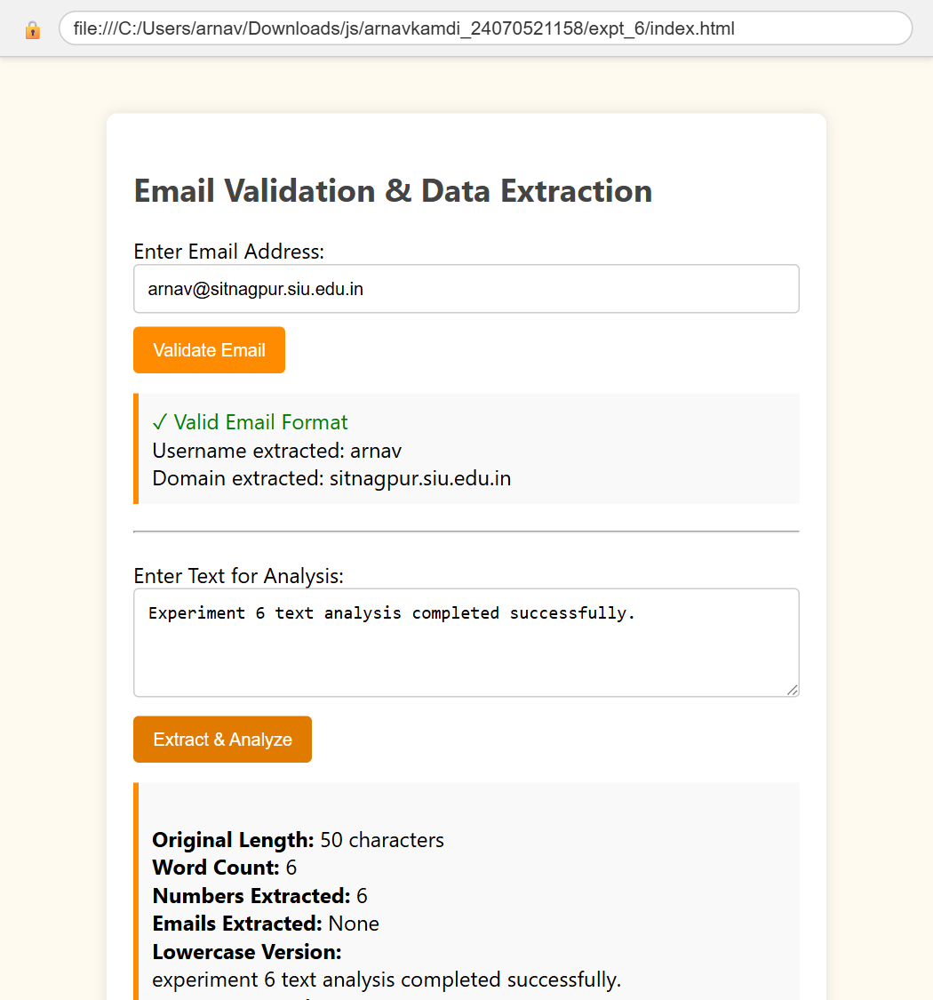 file:///C:/Users/arnav/Downloads/js/arnavkamdi_24070521158/expt_6/index.html
Email Validation & Data Extraction
Enter Email Address:
arnav@sitnagpur.siu.edu.in
Validate Email
✓ Valid Email Format
Username extracted: arnav
Domain extracted: sitnagpur.siu.edu.in
Enter Text for Analysis:
Experiment 6 text analysis completed successfully.
Extract & Analyze
Original Length: 50 characters
Word Count: 6
Numbers Extracted: 6
Emails Extracted: None
Lowercase Version:
experiment 6 text analysis completed successfully.